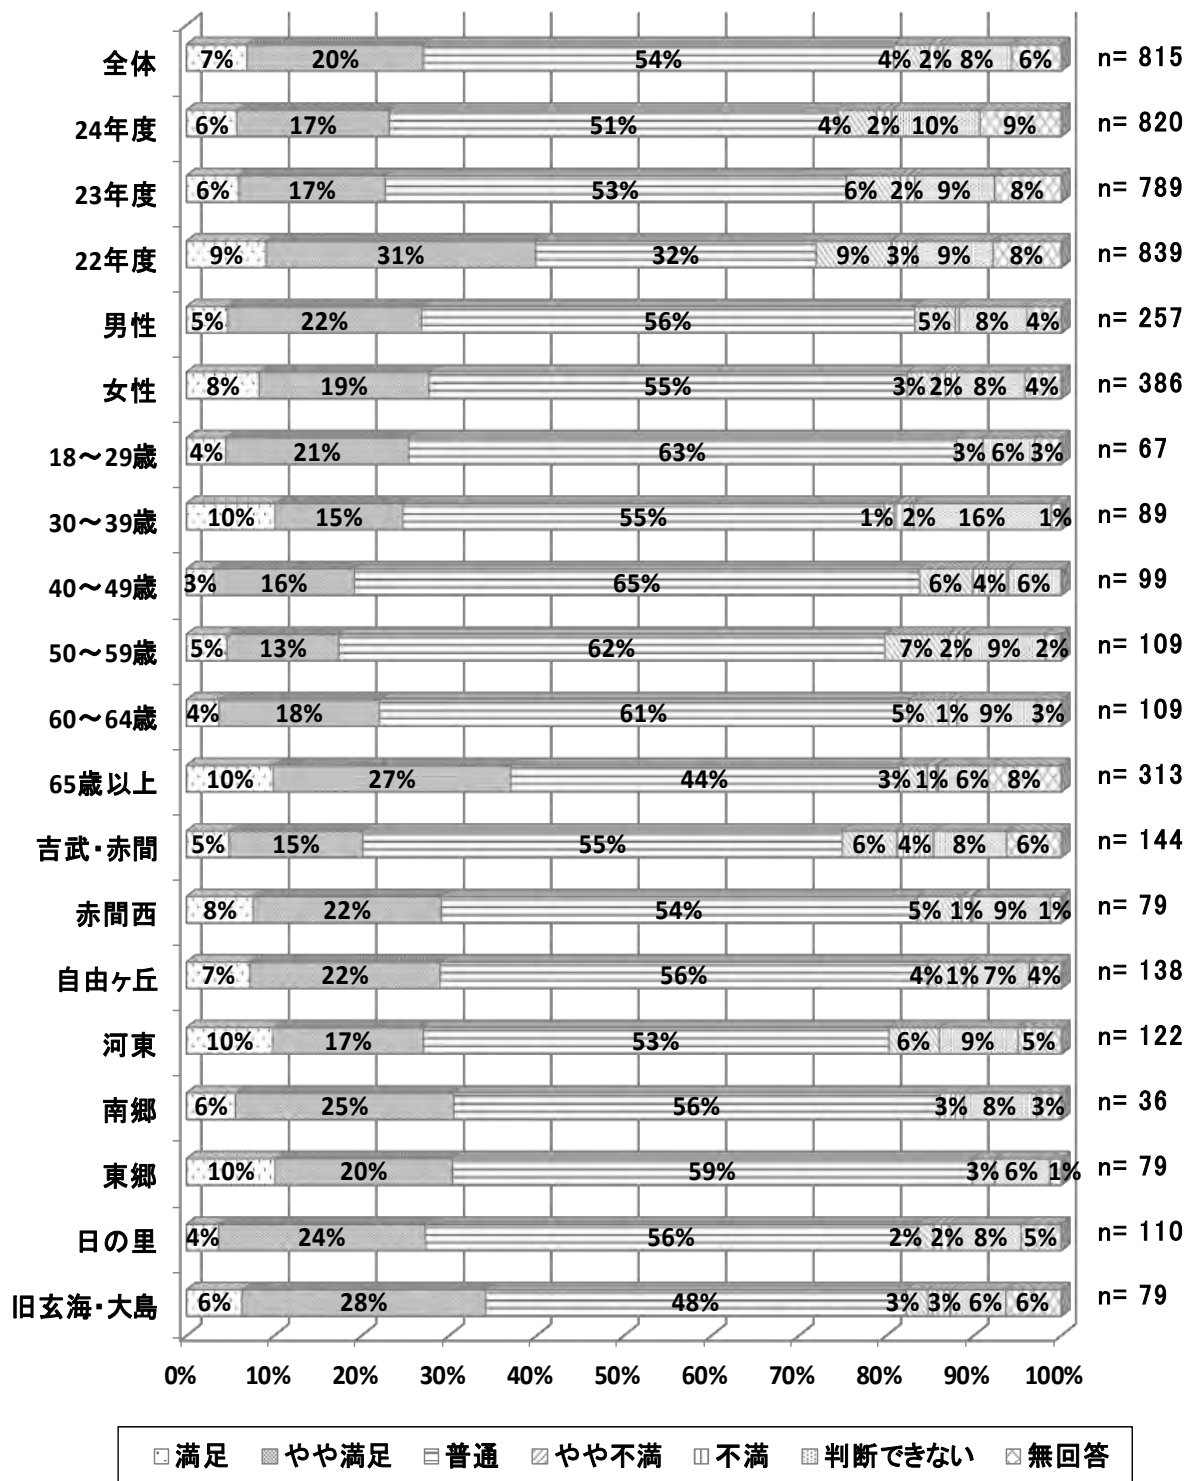 全体 7% 20% 54% 4% 2% 8% 6% n= 815
24年度 6% 17% 51% 4% 2% 10% 9% n= 820
23年度 6% 17% 53% 6% 2% 9% 8% n= 789
22年度 9% 31% 32% 9% 3% 9% 8% n= 839
男性 5% 22% 56% 5% 8% 4% n= 257
女性 8% 19% 55% 3% 2% 8% 4% n= 386
18～29歳 4% 21% 63% 3% 6% 3% n= 67
30～39歳 10% 15% 55% 1% 2% 16% 1% n= 89
40～49歳 3% 16% 65% 6% 4% 6% n= 99
50～59歳 5% 13% 62% 7% 2% 9% 2% n= 109
60～64歳 4% 18% 61% 5% 1% 9% 3% n= 109
65歳以上 10% 27% 44% 3% 1% 6% 8% n= 313
吉武・赤間 5% 15% 55% 6% 4% 8% 6% n= 144
赤間西 8% 22% 54% 5% 1% 9% 1% n= 79
自由ヶ丘 7% 22% 56% 4% 1% 7% 4% n= 138
河東 10% 17% 53% 6% 9% 5% n= 122
南郷 6% 25% 56% 3% 8% 3% n= 36
東郷 10% 20% 59% 3% 6% 1% n= 79
日の里 4% 24% 56% 2% 2% 8% 5% n= 110
旧玄海・大島 6% 28% 48% 3% 3% 6% 6% n= 79
0% 10% 20% 30% 40% 50% 60% 70% 80% 90% 100%
満足 やや満足 普通 やや不満 不満 判断できない 無回答